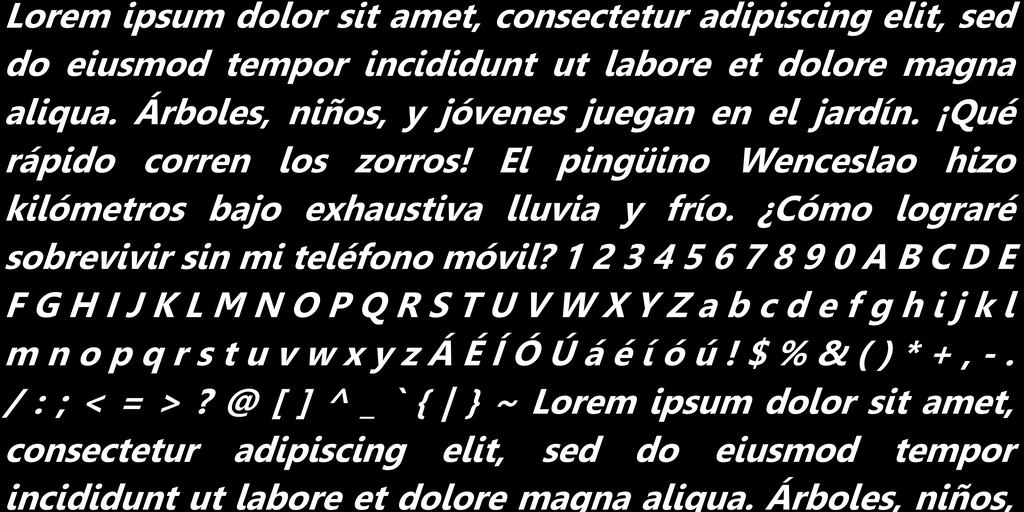 Lorem ipsum dolor sit amet, consectetur adipiscing elit, sed
do eiusmod tempor incididunt ut labore et dolore magna
aliqua. Árboles, niños, y jóvenes juegan en el jardín. ¡Qué
rápido corren los zorros! El pingüino Wenceslao hizo
kilómetros bajo exhaustiva lluvia y frío. ¿Cómo lograré
sobrevivir sin mi teléfono móvil? 1 2 3 4 5 6 7 8 9 0 A B C D E
F G H I J K L M N O P Q R S T U V W X Y Z a b c d e f g h i j k l
m n o p q r s t u v w x y z Á É Í Ó Ú á é í ó ú ! $ % & ( ) * + , - .
/ : ; < = > ? @ [ ] ^ _ ` { | } ~ Lorem ipsum dolor sit amet,
consectetur adipiscing elit, sed do eiusmod tempor
incididunt ut labore et dolore magna aliqua. Árboles, niños,